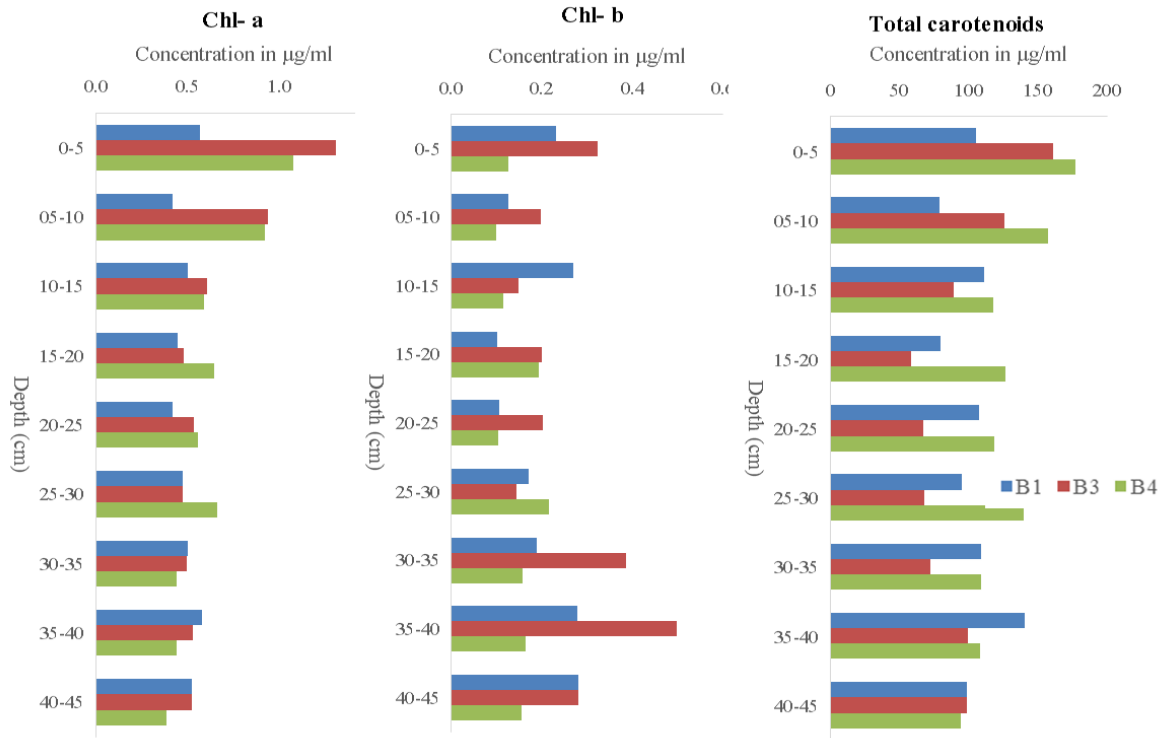 Chl- a
Concentration in µg/ml
0.0 0.5 1.0
0-5
05-10
10-15
15-20
20-25
25-30
30-35
35-40
40-45
Depth (cm)
Chl- b
Concentration in µg/ml
0.0 0.2 0.4 0.6
0-5
05-10
10-15
15-20
20-25
25-30
30-35
35-40
40-45
Depth (cm)
Total carotenoids
Concentration in µg/ml
0 50 100 150 200
0-5
05-10
10-15
15-20
20-25
25-30
30-35
35-40
40-45
Depth (cm)
B1 B3 B4